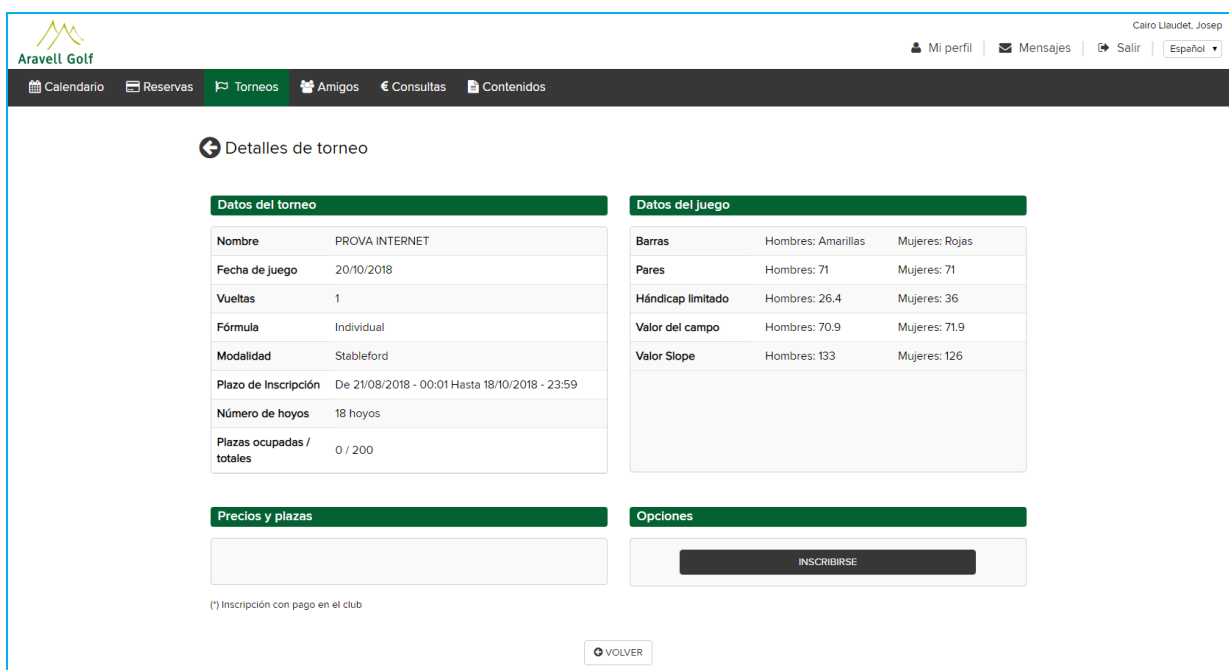 Cairo Llaudet, Josep
Aravell Golf
Mi perfil Mensajes Salir Español
Calendario Reservas Torneos Amigos € Consultas Contenidos
Detalles de torneo
Datos del torneo
Nombre PROVA INTERNET
Fecha de juego 20/10/2018
Vueltas 1
Fórmula Individual
Modalidad Stableford
Plazo de Inscripción De 21/08/2018 - 00:01 Hasta 18/10/2018 - 23:59
Número de hoyos 18 hoyos
Plazas ocupadas /
totales 0 / 200
Datos del juego
Barras Hombres: Amarillas Mujeres: Rojas
Pares Hombres: 71 Mujeres: 71
Hándicap limitado Hombres: 26.4 Mujeres: 36
Valor del campo Hombres: 70.9 Mujeres: 71.9
Valor Slope Hombres: 133 Mujeres: 126
Precios y plazas
Opciones
INSCRIBIRSE
(*) Inscripción con pago en el club
VOLVER